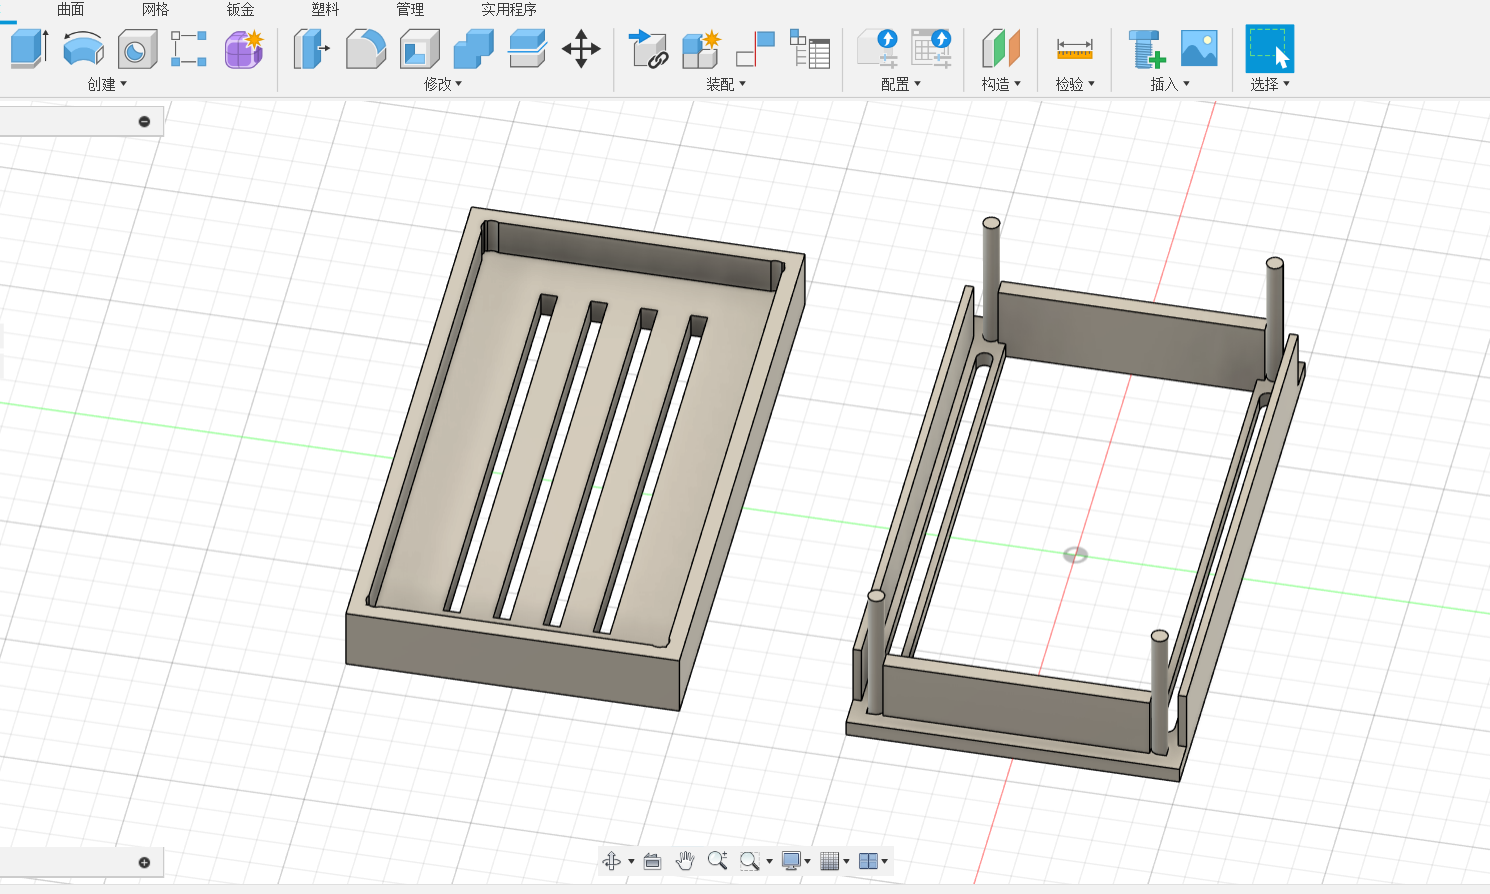 曲面 网格 钣金 塑料 管理 实用程序
创建 修改 装配 配置 构造 检验 插入 选择